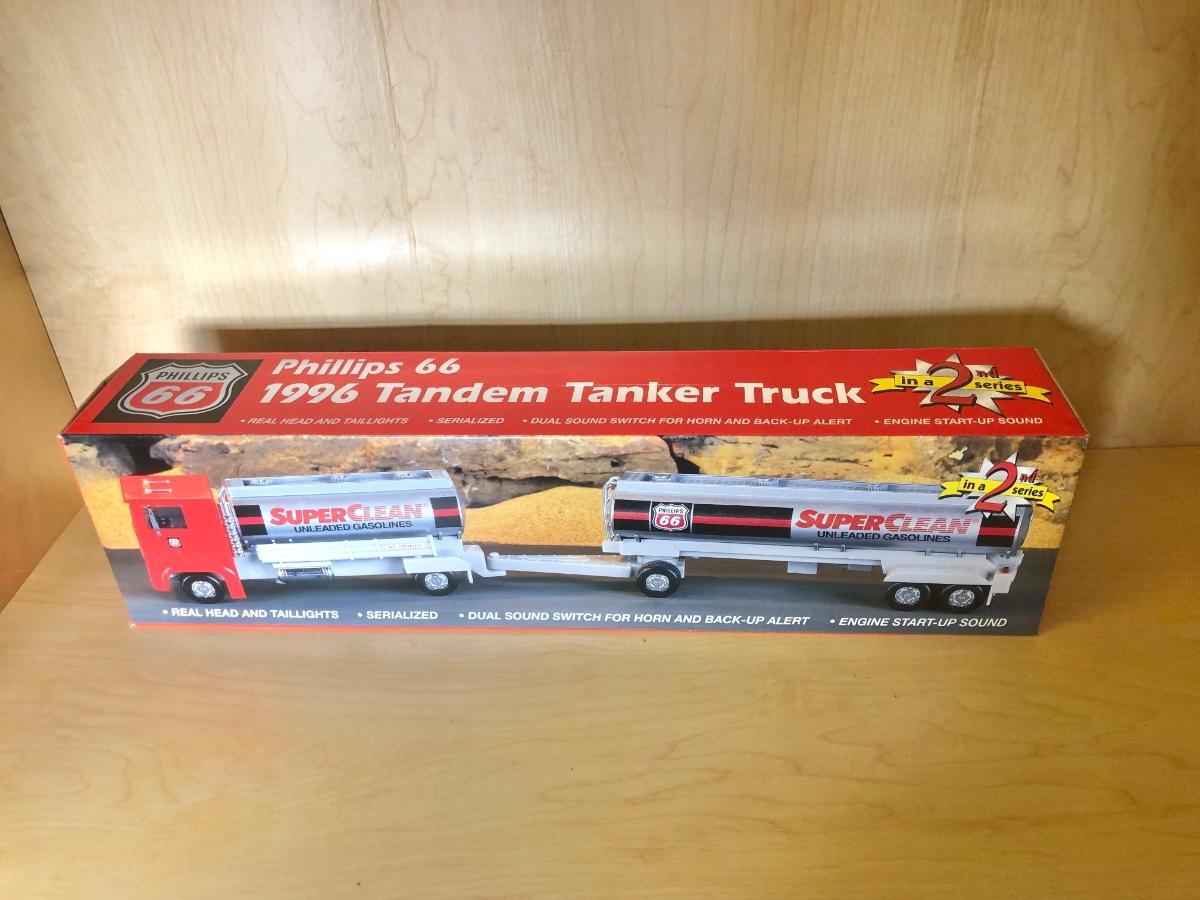 PHILLIPS
66
Phillips 66
1996 Tandem Tanker Truck
in a 2nd series
• REAL HEAD AND TAILLIGHTS • SERIALIZED • DUAL SOUND SWITCH FOR HORN AND BACK-UP ALERT • ENGINE START-UP SOUND
in a 2nd series
SUPERCLEAN®
UNLEADED GASOLINES
PHILLIPS
66
SUPERCLEAN®
UNLEADED GASOLINES
• REAL HEAD AND TAILLIGHTS • SERIALIZED • DUAL SOUND SWITCH FOR HORN AND BACK-UP ALERT • ENGINE START-UP SOUND